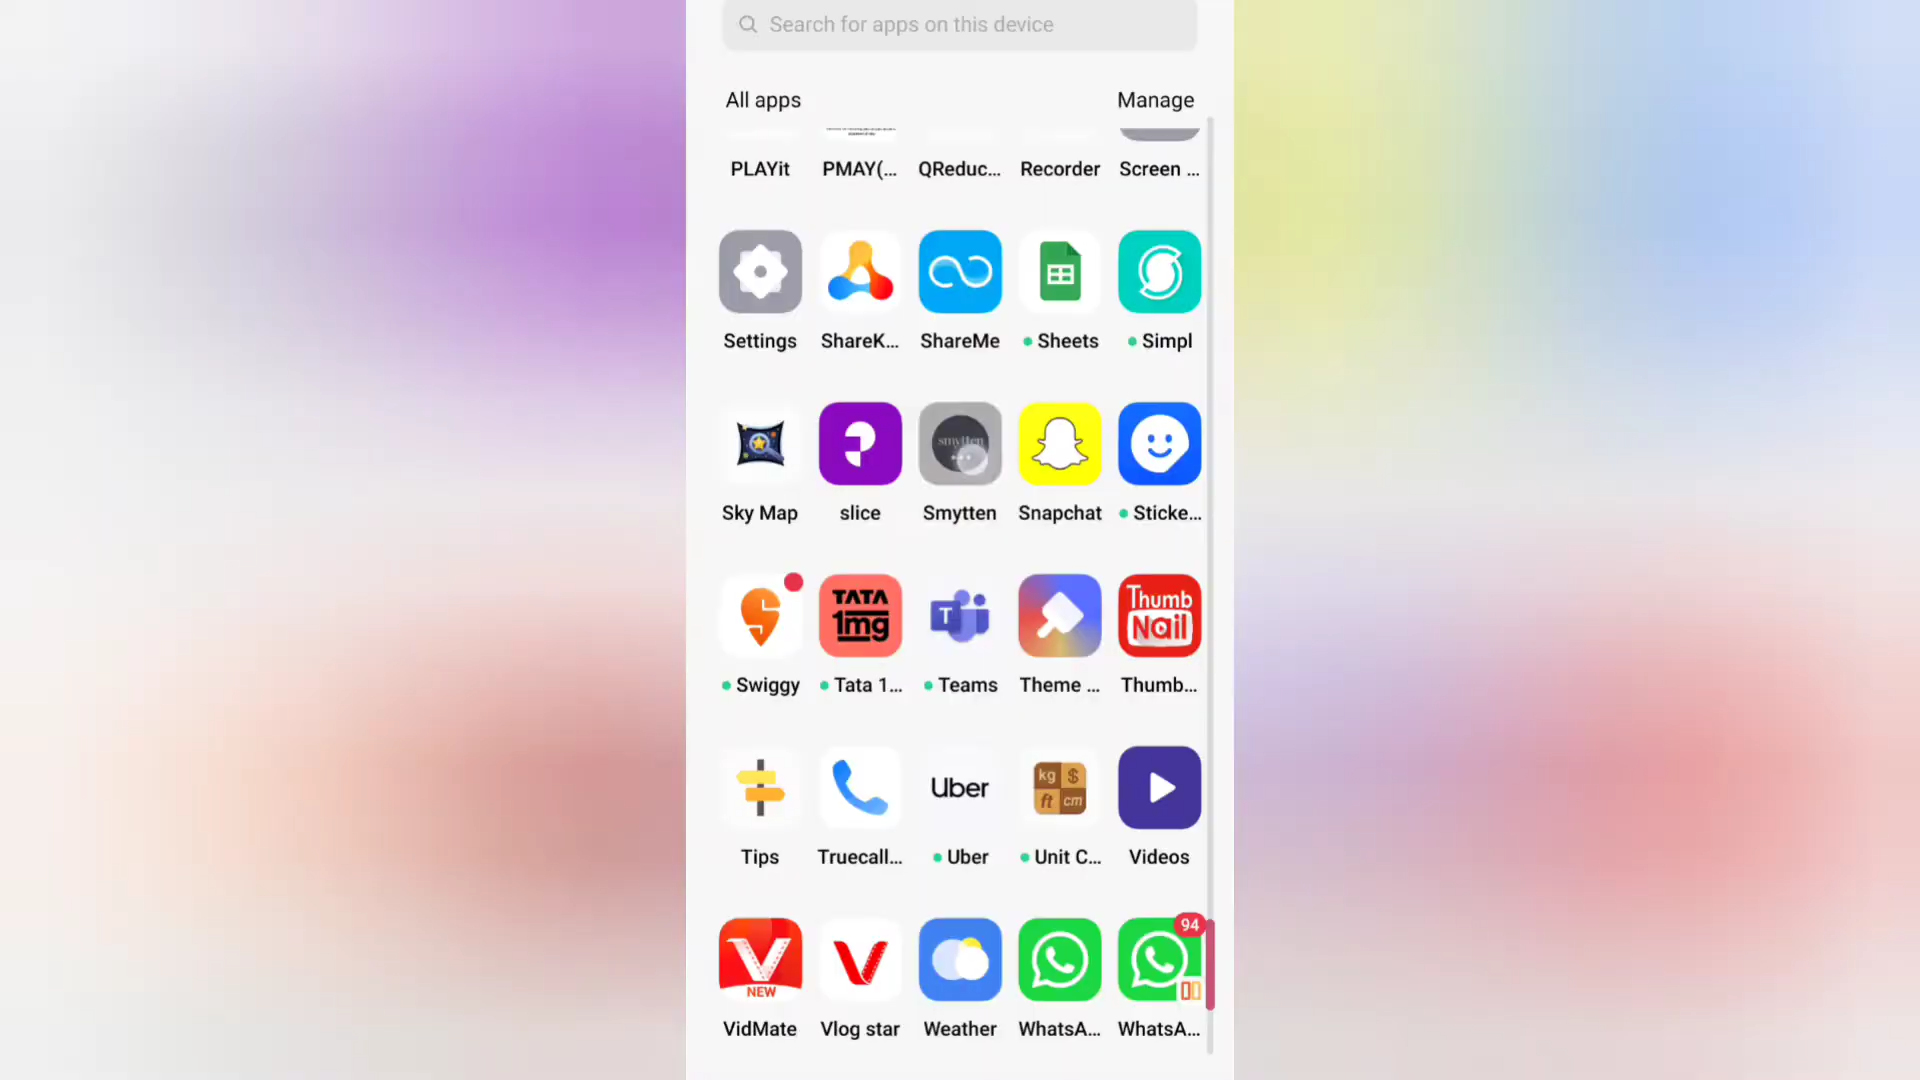 Search for apps on this device
All apps Manage
PLAYit PMAY(... QReduc... Recorder Screen ...
Settings ShareK... ShareMe Sheets Simpl
smytten
Sky Map slice Smytten Snapchat Sticke...
TATA 1mg T Thumb Nail
Swiggy Tata 1... Teams Theme ... Thumb...
Uber kg $ ft cm
Tips Truecall... Uber Unit C... Videos
NEW 94
VidMate Vlog star Weather WhatsA... WhatsA...